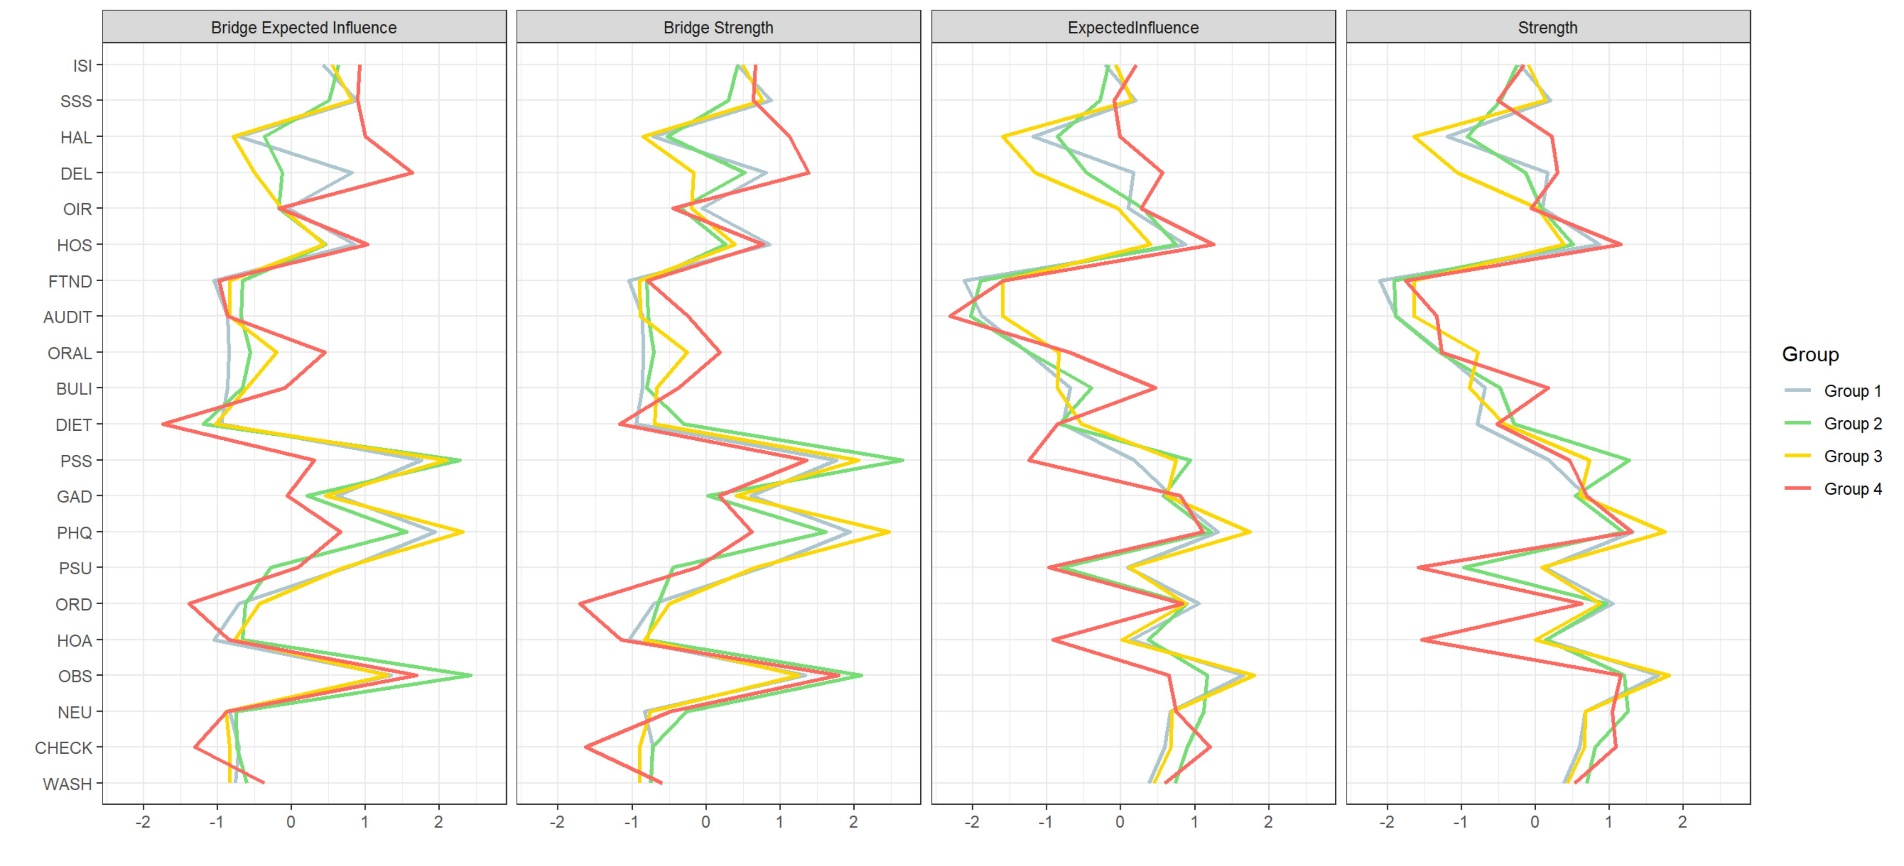 Bridge Expected Influence
Bridge Strength
ExpectedInfluence
Strength
ISI
SSS
HAL
DEL
OIR
HOS
FTND
AUDIT
ORAL
BULI
DIET
PSS
GAD
PHQ
PSU
ORD
HOA
OBS
NEU
CHECK
WASH
-2 -1 0 1 2
-2 -1 0 1 2
-2 -1 0 1 2
-2 -1 0 1 2
Group
Group 1
Group 2
Group 3
Group 4